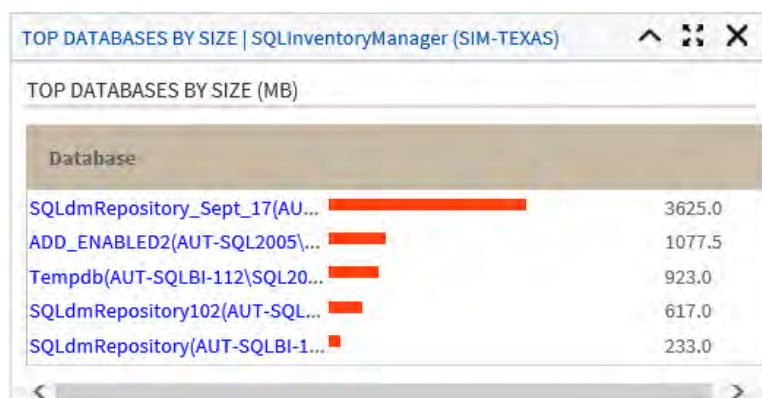 TOP DATABASES BY SIZE | SQLInventoryManager (SIM-TEXAS)
TOP DATABASES BY SIZE (MB)
Database
SQLdmRepository_Sept_17(AU... 3625.0
ADD_ENABLED2(AUT-SQL2005\... 1077.5
Tempdb(AUT-SQLBI-112\SQL20... 923.0
SQLdmRepository102(AUT-SQL... 617.0
SQLdmRepository(AUT-SQLBI-1... 233.0